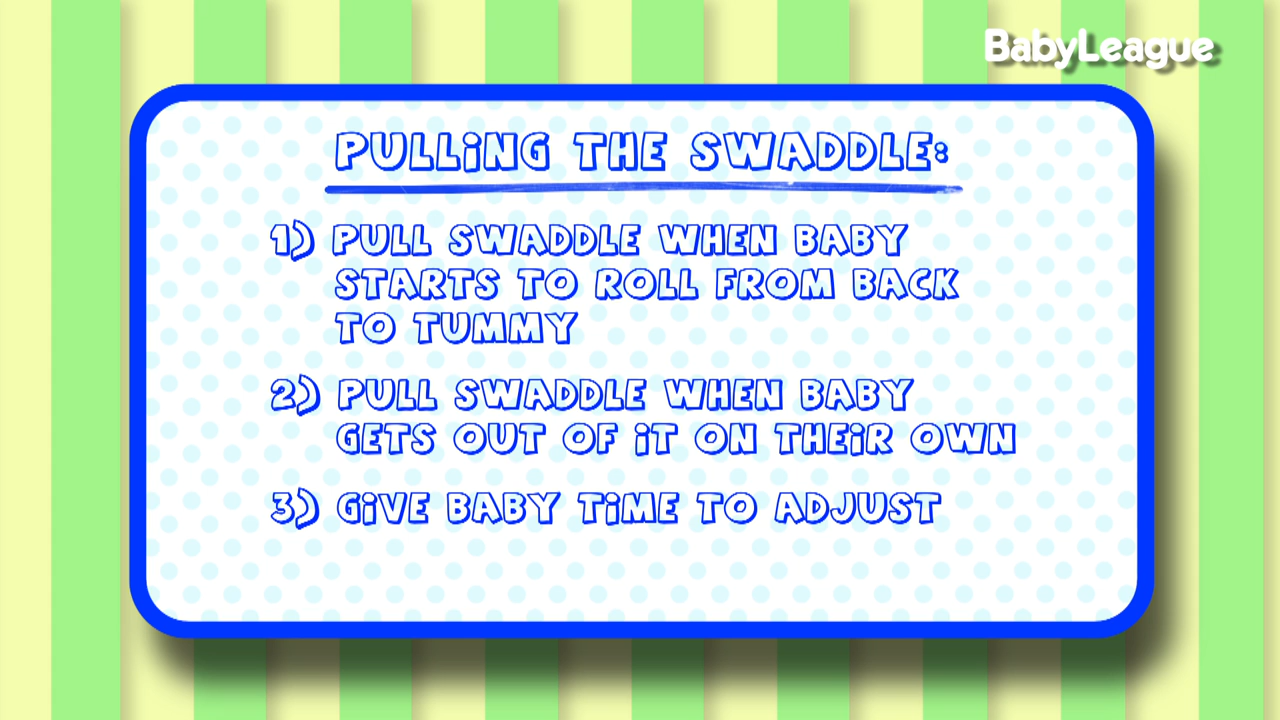 BabyLeague
PULLiNG THE SWADDLE:
1) PULL SWADDLE WHEN BABY
STARTS TO ROLL FROM BACK
TO TUMMY
2) PULL SWADDLE WHEN BABY
GETS OUT OF iT ON THEiR OWN
3) GiVE BABY TiME TO ADJUST